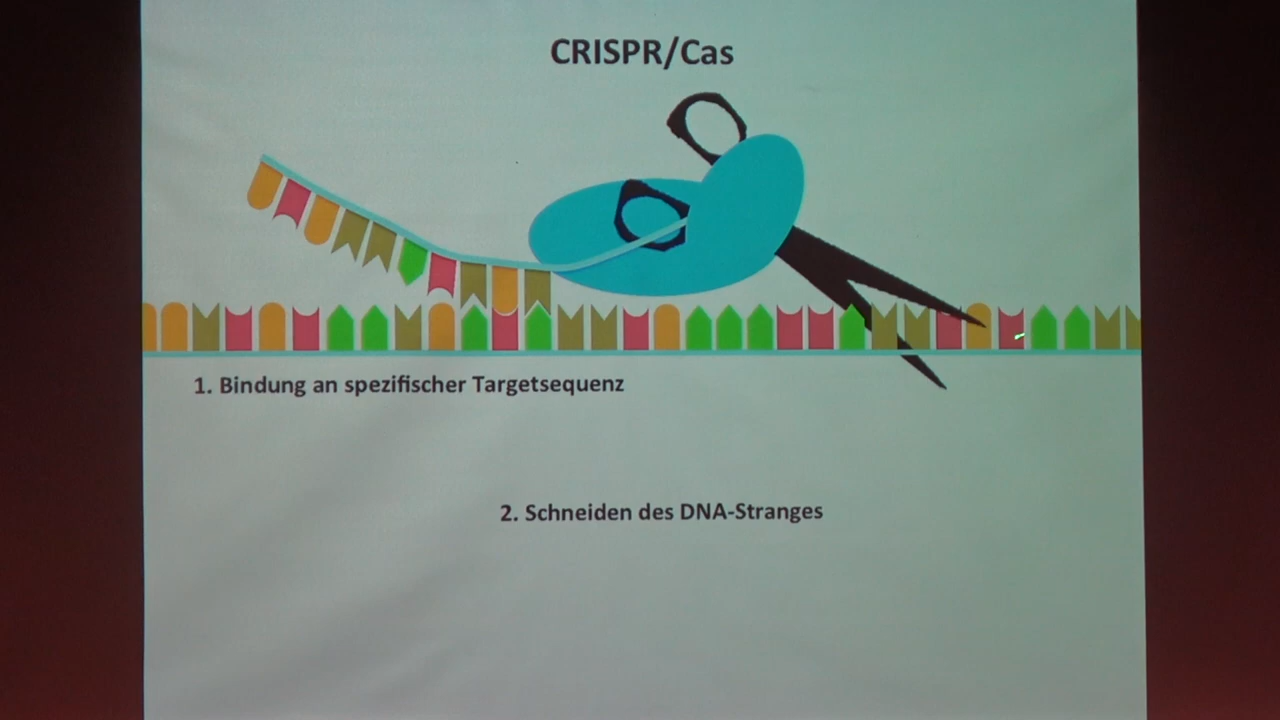 CRISPR/Cas
1. Bindung an spezifischer Targetsequenz
2. Schneiden des DNA-Stranges